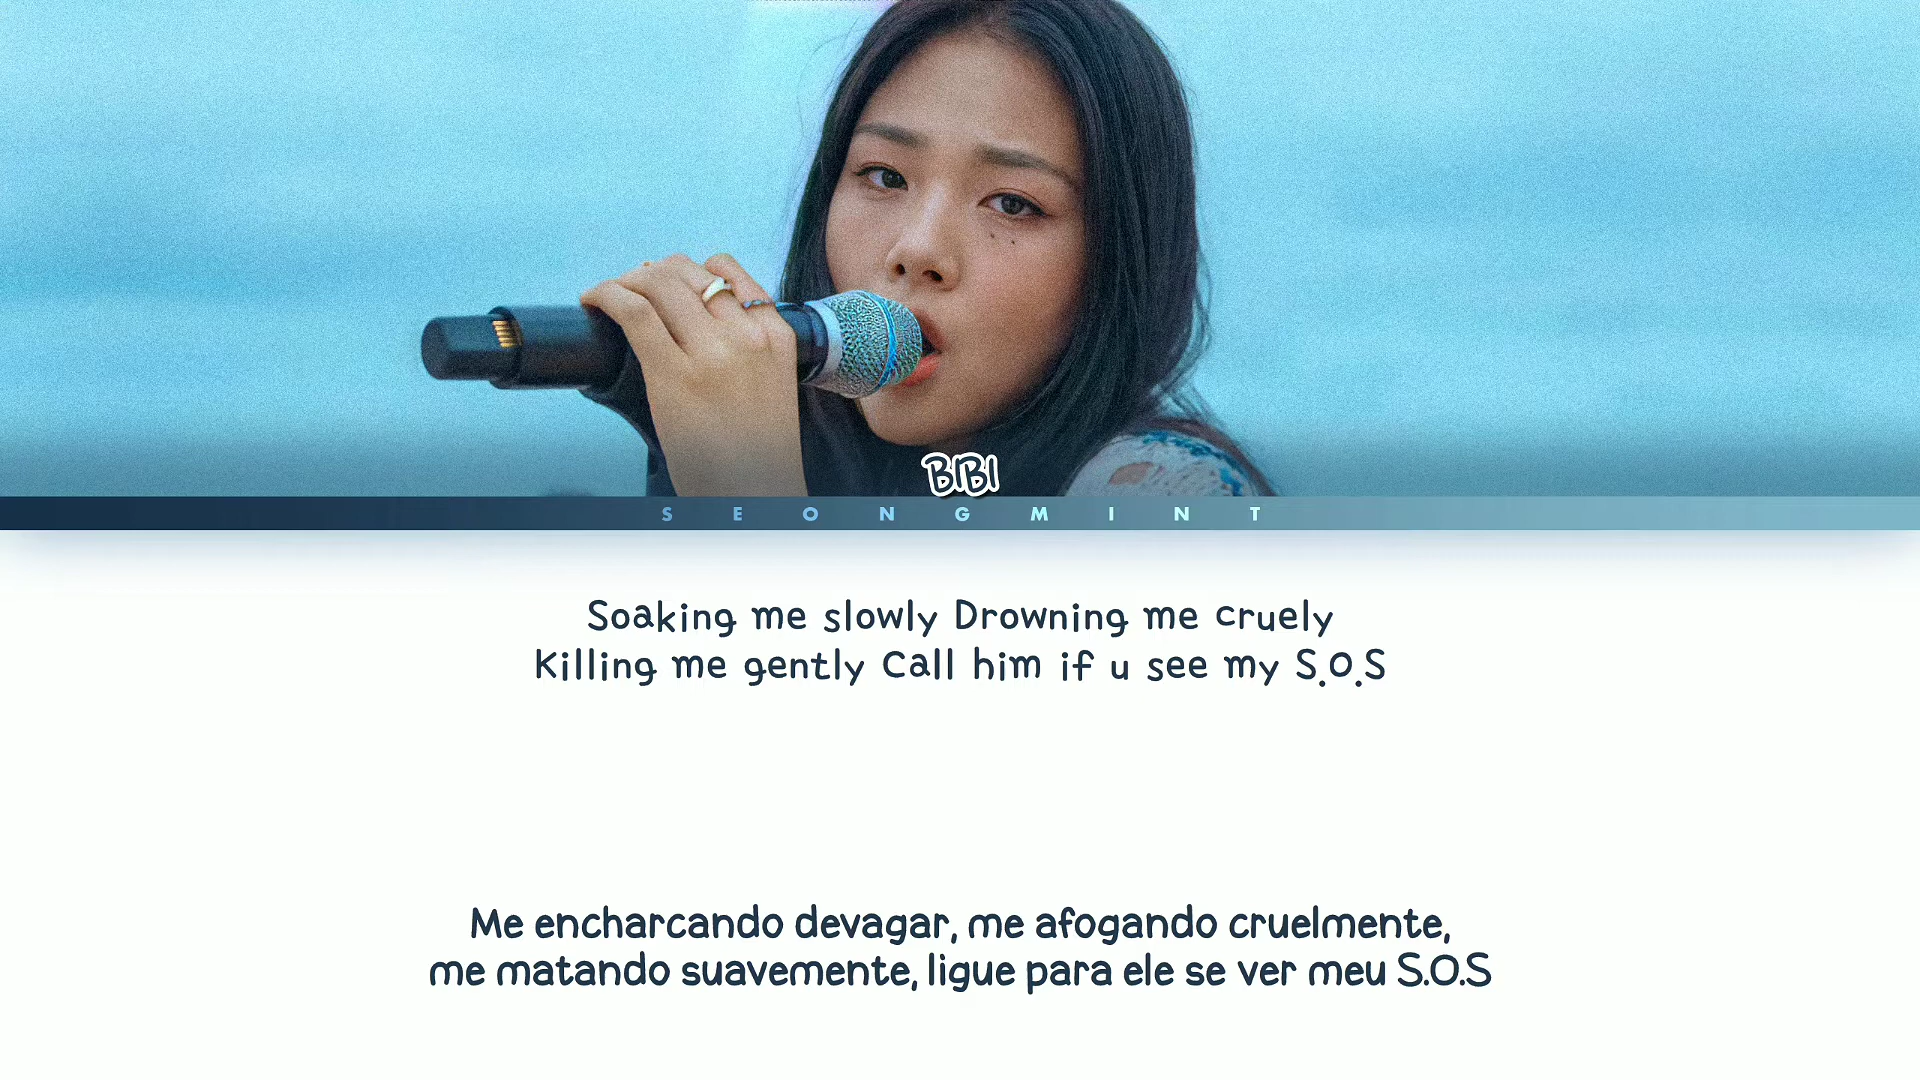 BIBI
SEONGMINT
Soaking me slowly Drowning me cruely
Killing me gently Call him if u see my S.O.S
Me encharcando devagar, me afogando cruelmente,
me matando suavemente, ligue para ele se ver meu S.O.S